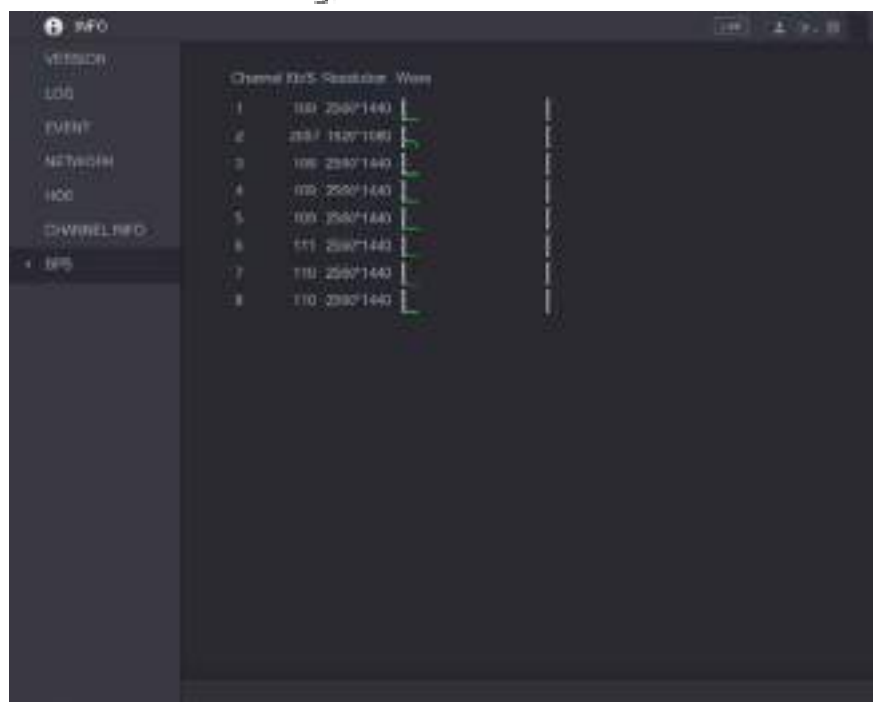 INFO
LIVE
VERSION
LOG
EVENT
NETWORK
HDD
CHANNEL INFO
BPS
Channel Kb/S Resolution Wave
1 2560*1440
2 1920*1080
3 2560*1440
4 2560*1440
5 2560*1440
6 111 2560*1440
7 110 2560*1440
8 110 2560*1440